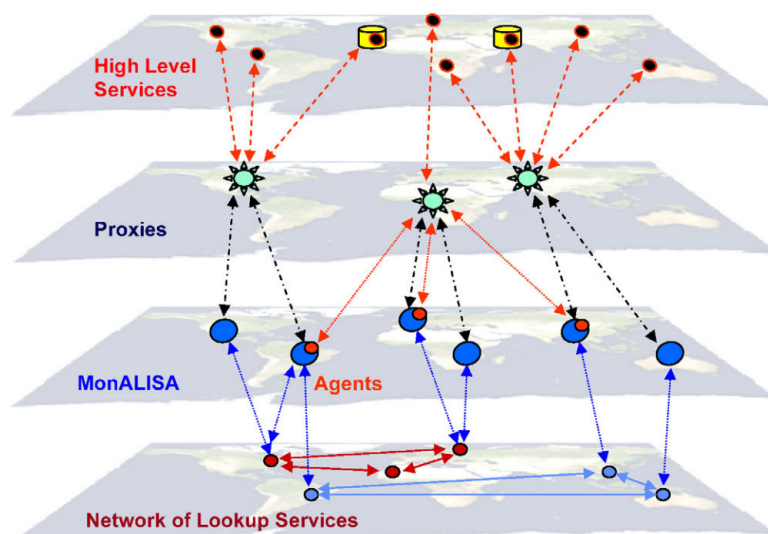 High Level
Services
Proxies
MonALISA
Agents
Network of Lookup Services